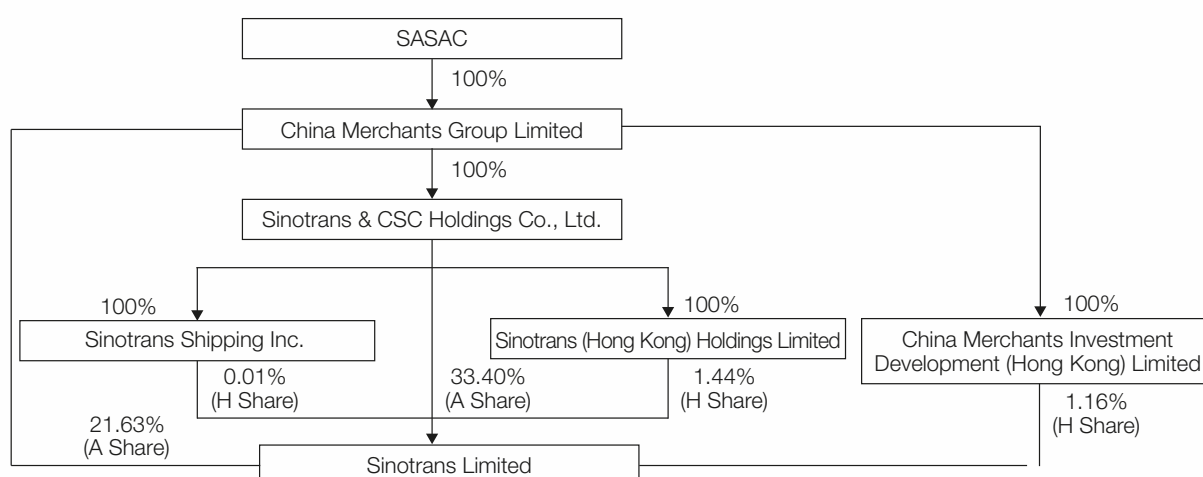 SASAC
100%
China Merchants Group Limited
100%
Sinotrans & CSC Holdings Co., Ltd.
100%
Sinotrans Shipping Inc.
100%
Sinotrans (Hong Kong) Holdings Limited
100%
China Merchants Investment
Development (Hong Kong) Limited
0.01%
(H Share)
33.40%
(A Share)
1.44%
(H Share)
1.16%
(H Share)
21.63%
(A Share)
Sinotrans Limited